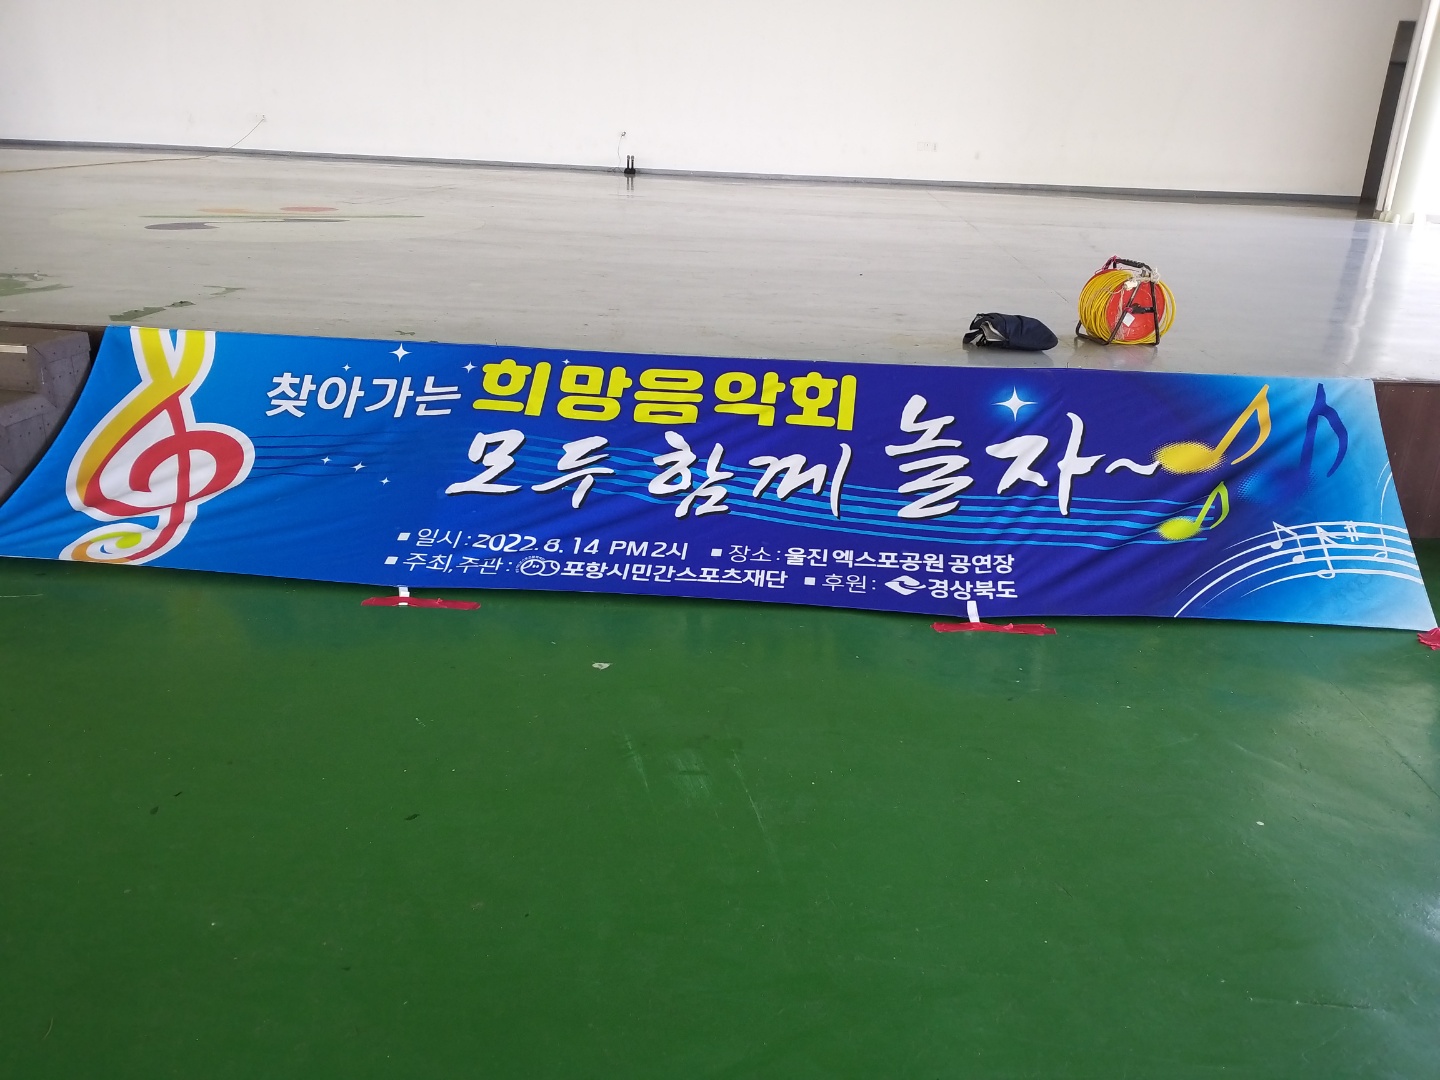 찾아가는 희망음악회
모두 함께 놀자~
▪ 일시 : 2022. 8. 14 PM 2시 ▪ 장소 : 울진 엑스포공원 공연장
▪ 주최, 주관 : 포항시민간스포츠재단 ▪ 후원 : 경상북도